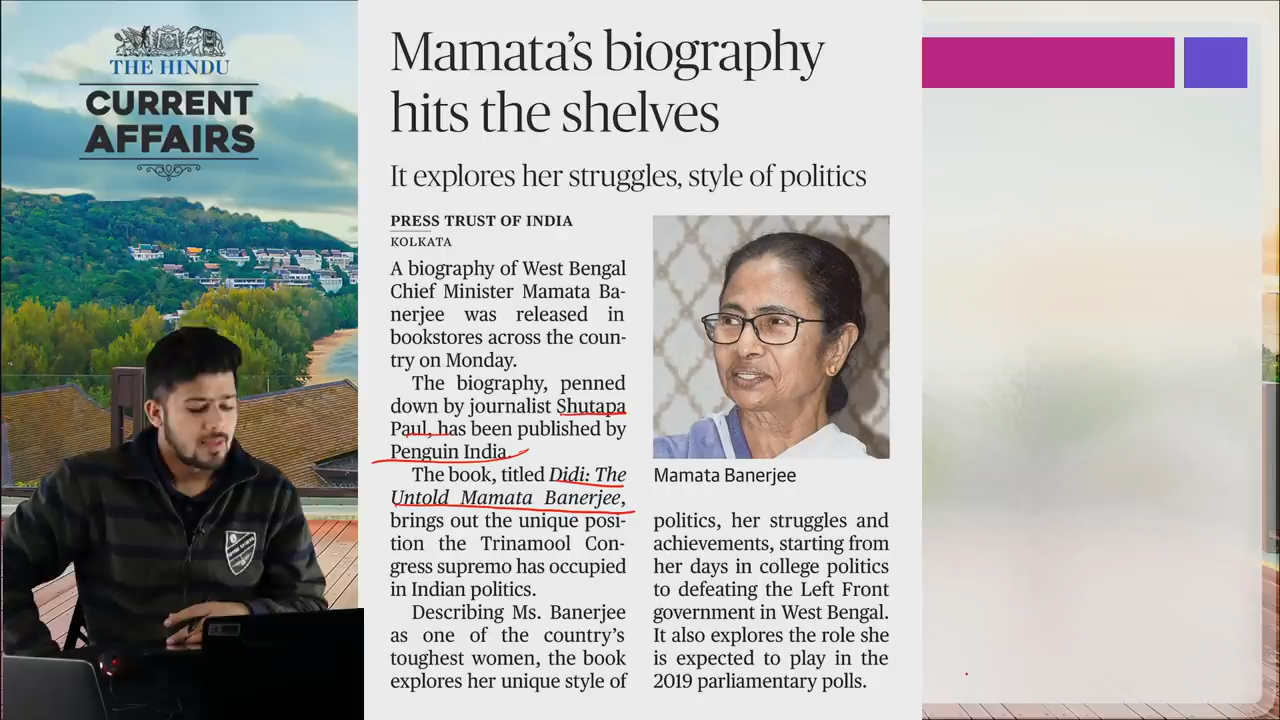 THE HINDU
CURRENT
AFFAIRS
Mamata’s biography
hits the shelves
It explores her struggles, style of politics
PRESS TRUST OF INDIA
KOLKATA
A biography of West Bengal
Chief Minister Mamata Ba-
nerjee was released in
bookstores across the coun-
try on Monday.
The biography, penned
down by journalist Shutapa
Paul, has been published by
Penguin India.
The book, titled Didi: The
Untold Mamata Banerjee,
brings out the unique posi-
tion the Trinamool Con-
gress supremo has occupied
in Indian politics.
Describing Ms. Banerjee
as one of the country’s
toughest women, the book
explores her unique style of
Mamata Banerjee
politics, her struggles and
achievements, starting from
her days in college politics
to defeating the Left Front
government in West Bengal.
It also explores the role she
is expected to play in the
2019 parliamentary polls.